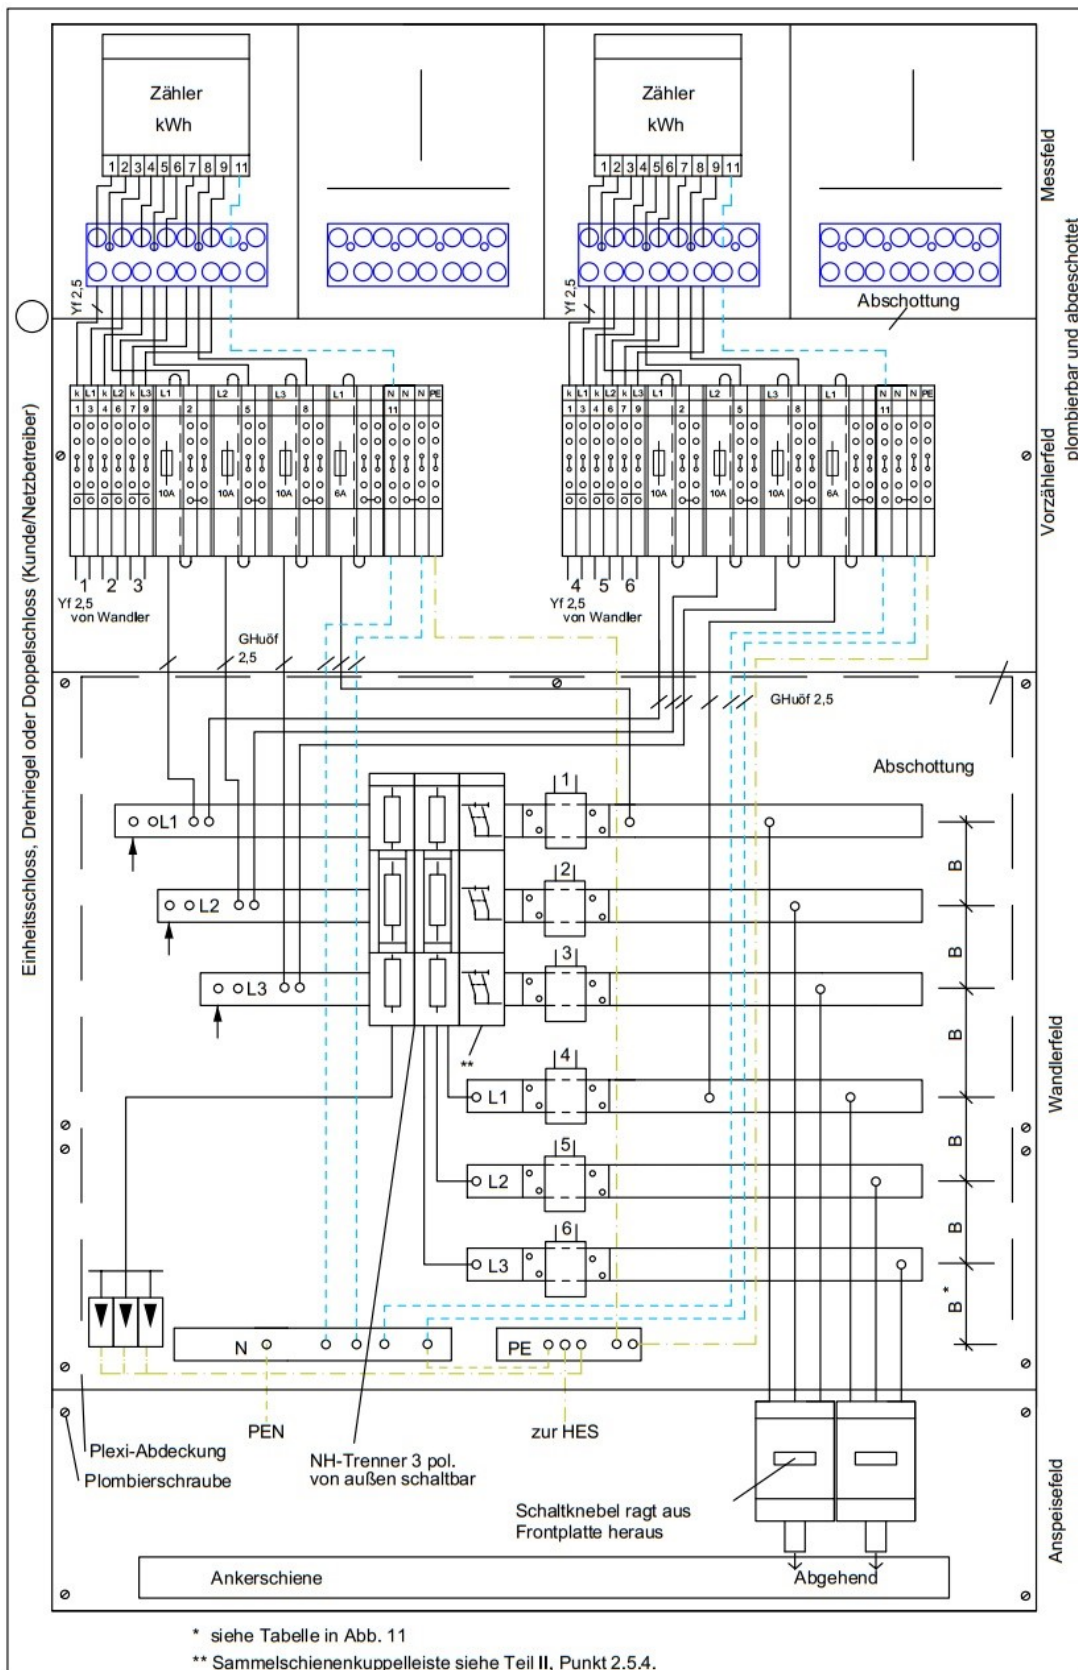 Zähler
kWh
1 2 3 4 5 6 7 8 9 11
Zähler
kWh
1 2 3 4 5 6 7 8 9 11
Messfeld
plombierbar und abgeschottet
Yf 2,5
Yf 2,5
Abschottung
Einheitsschloss, Drehriegel oder Doppelschloss (Kunde/Netzbetreiber)
k L1 k L2 k L3 L1 L2 L3 L1 N N N PE
1 3 4 6 7 9 2 5 8 11
10A 10A 10A 6A
k L1 k L2 k L3 L1 L2 L3 L1 N N N PE
1 3 4 6 7 9 2 5 8 11
10A 10A 10A 6A
Vorzählerfeld
1 2 3
Yf 2,5
von Wandler
4 5 6
Yf 2,5
von Wandler
GHuöf
2,5
GHuöf 2,5
Abschottung
1
L1
2
L2
3
L3
**
4
L1
5
L2
6
L3
B
B
B
B
B
B*
Wandlerfeld
N
PE
PEN
zur HES
Plexi-Abdeckung
Plombierschraube
NH-Trenner 3 pol.
von außen schaltbar
Schaltknebel ragt aus
Frontplatte heraus
Anspeisefeld
Ankerschiene
Abgehend
* siehe Tabelle in Abb. 11
** Sammelschienenkuppelleiste siehe Teil II, Punkt 2.5.4.